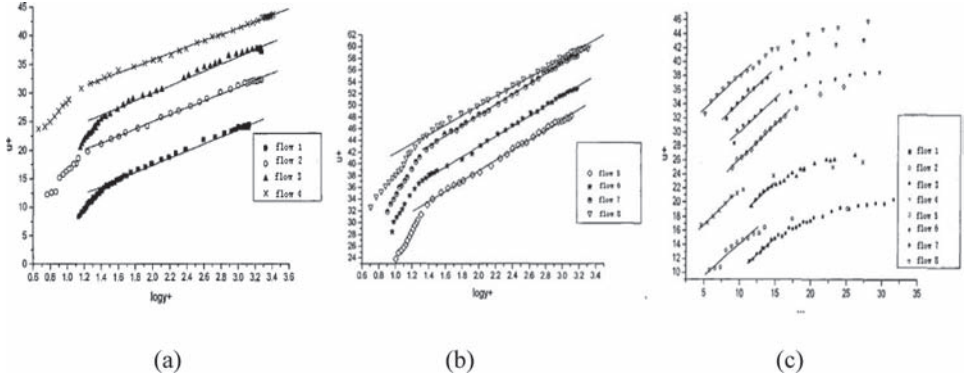 45
40
35
30
25
20
15
10
5
0
u+
0.6 0.8 1.0 1.2 1.4 1.6 1.8 2.0 2.2 2.4 2.6 2.8 3.0 3.2 3.4 3.6
logy+
flow 1
flow 2
flow 3
flow 4
(a)
62
60
58
56
54
52
50
48
46
44
42
40
38
36
34
32
30
28
26
24
u+
0.6 0.8 1.0 1.2 1.4 1.6 1.8 2.0 2.2 2.4 2.6 2.8 3.0 3.2 3.4
logy+
flow 5
flow 6
flow 7
flow 8
(b)
46
44
42
40
38
36
34
32
30
28
26
24
22
20
18
16
14
12
10
u+
5 10 15 20 25 30 35
...
flow 1
flow 2
flow 3
flow 4
flow 5
flow 6
flow 7
flow 8
(c)